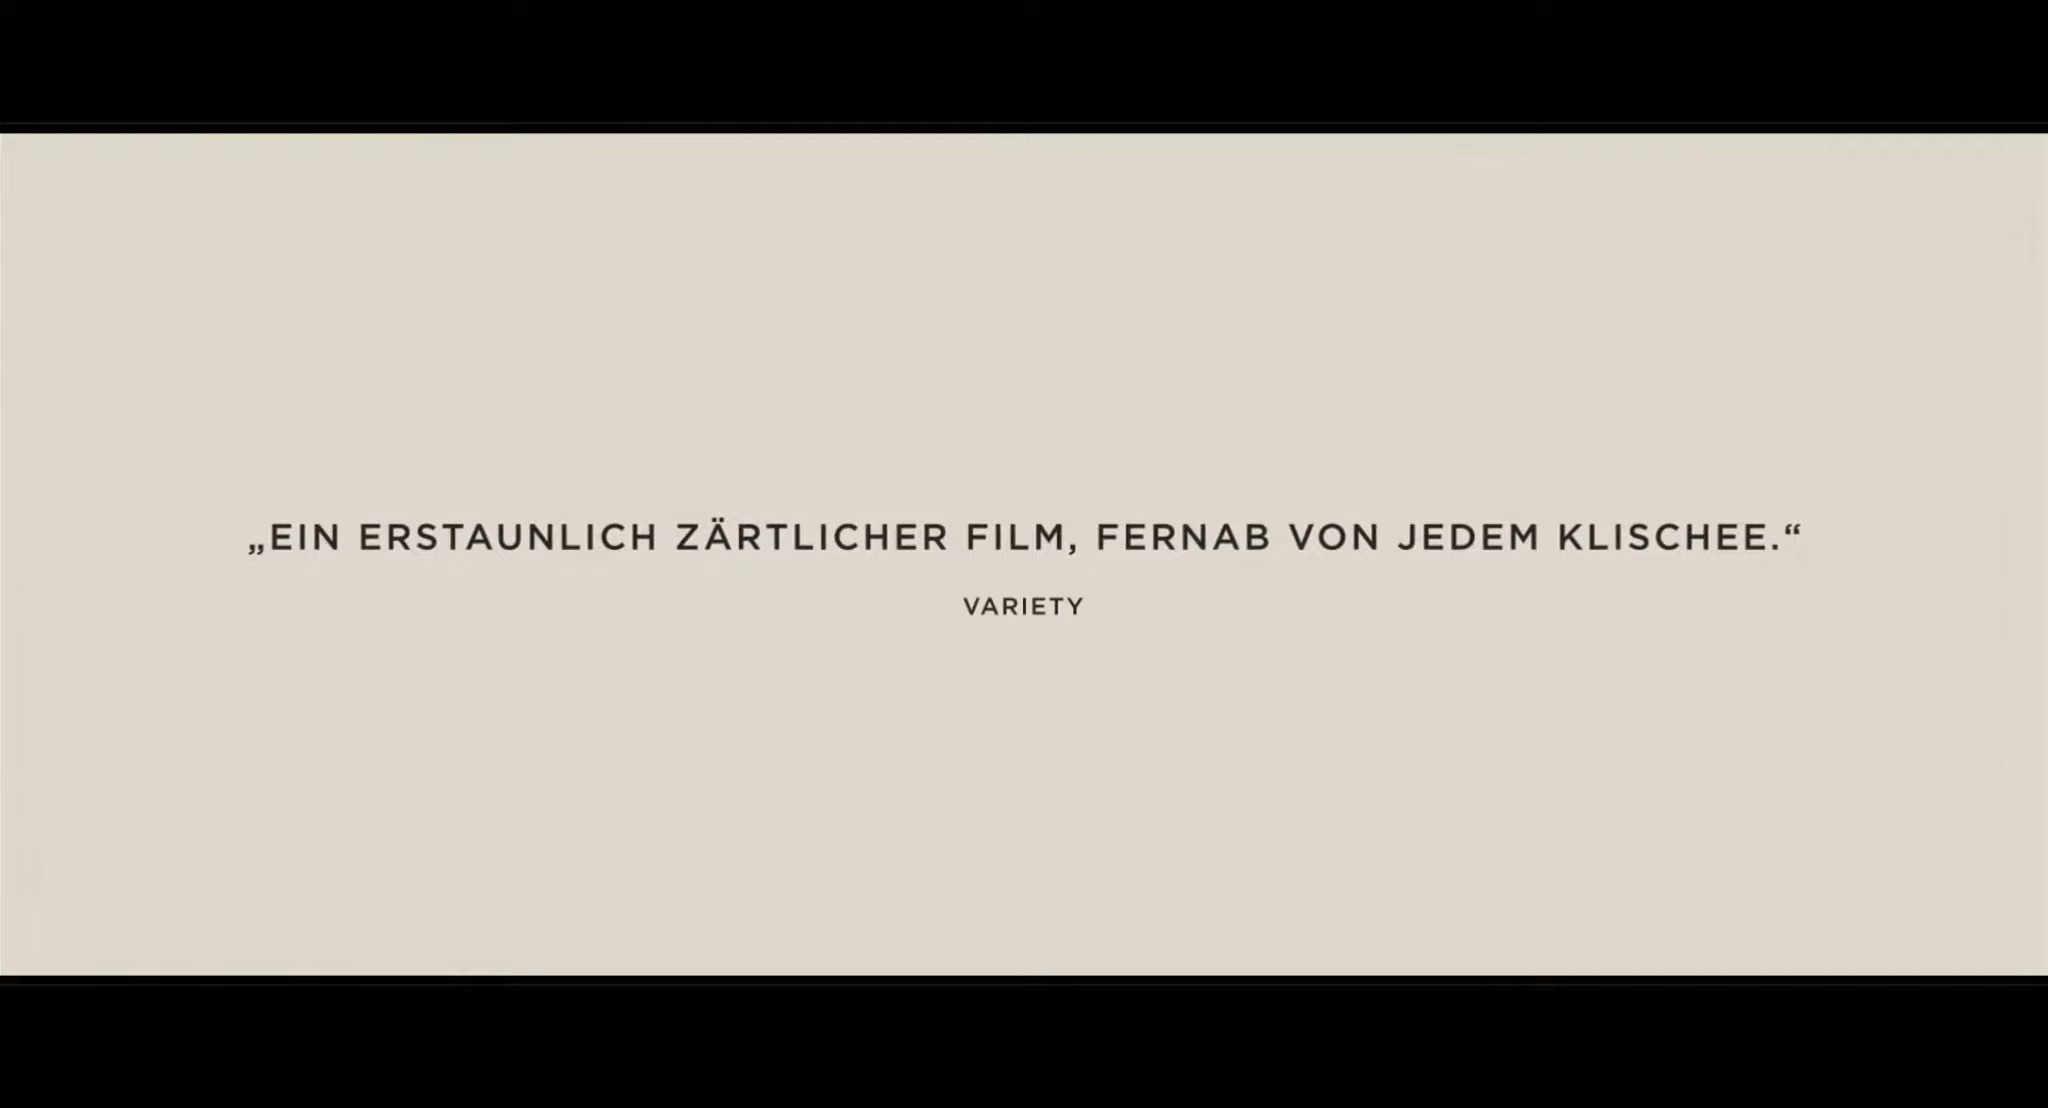 „EIN ERSTAUNLICH ZÄRTLICHER FILM, FERNAB VON JEDEM KLISCHEE.“
VARIETY